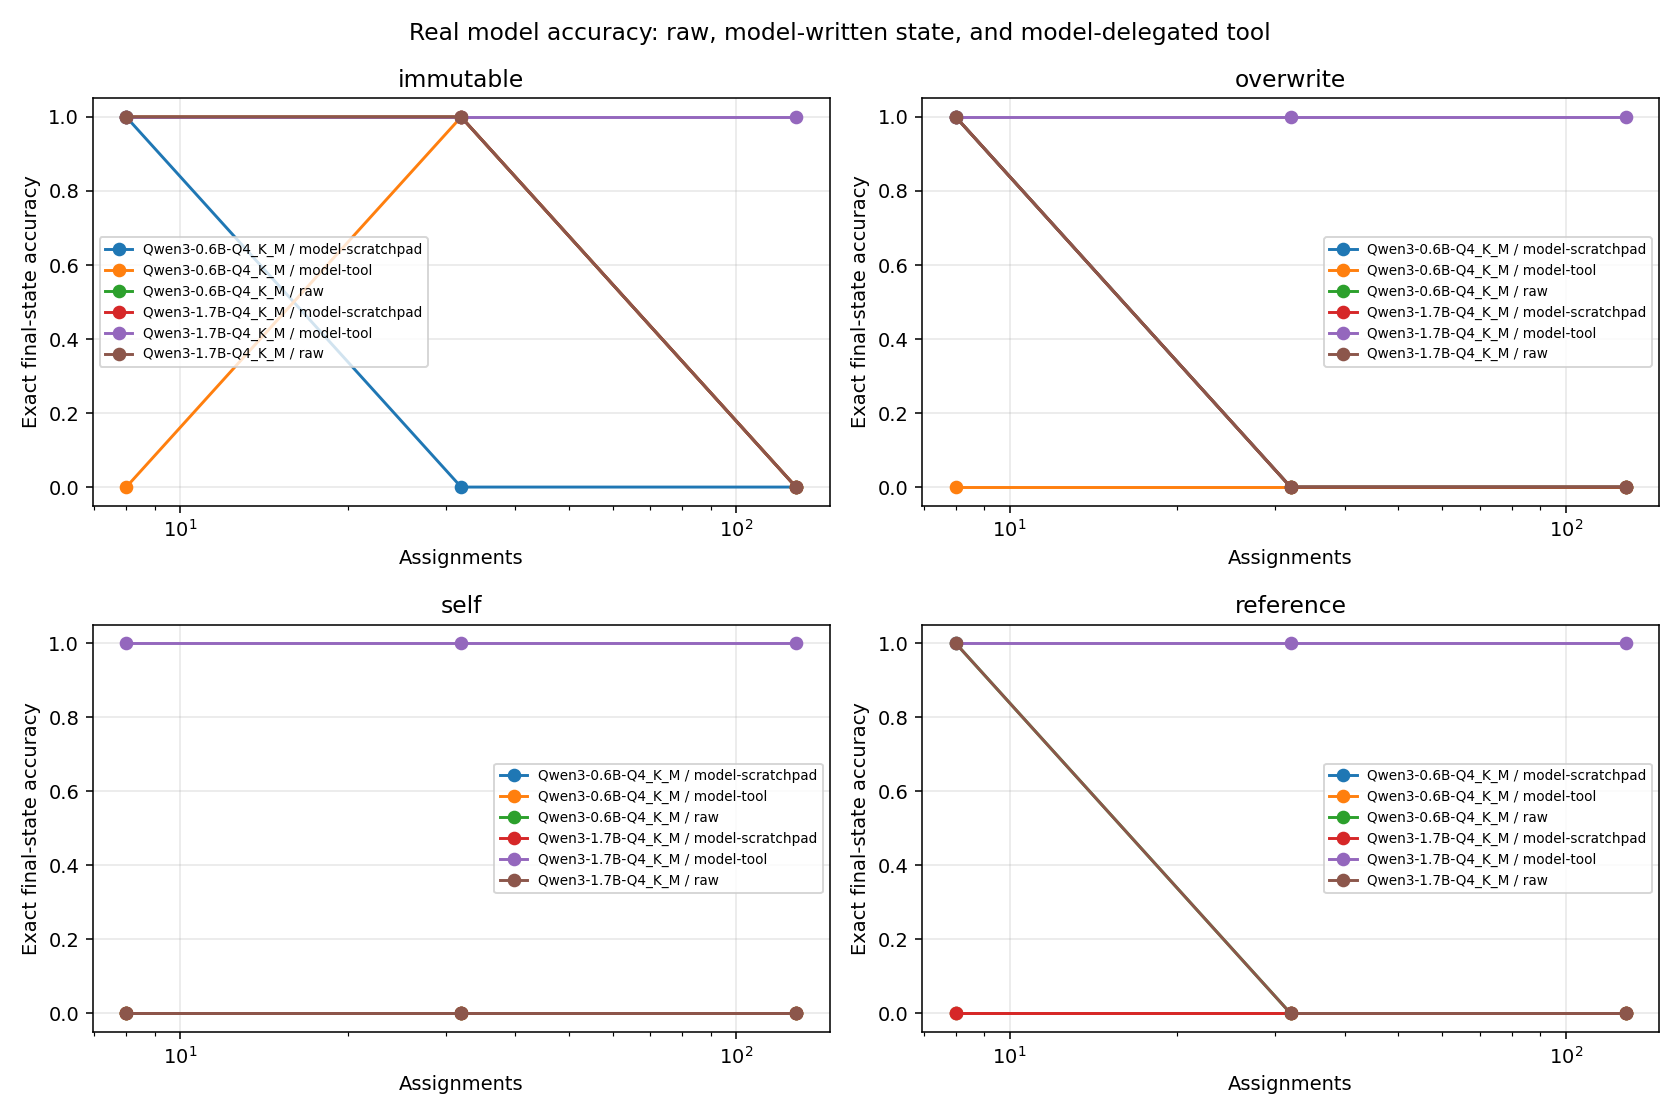 Real model accuracy: raw, model-written state, and model-delegated tool
immutable
Exact final-state accuracy
1.0
0.8
0.6
0.4
0.2
0.0
Qwen3-0.6B-Q4_K_M / model-scratchpad
Qwen3-0.6B-Q4_K_M / model-tool
Qwen3-0.6B-Q4_K_M / raw
Qwen3-1.7B-Q4_K_M / model-scratchpad
Qwen3-1.7B-Q4_K_M / model-tool
Qwen3-1.7B-Q4_K_M / raw
10¹ 10²
Assignments
overwrite
Exact final-state accuracy
1.0
0.8
0.6
0.4
0.2
0.0
Qwen3-0.6B-Q4_K_M / model-scratchpad
Qwen3-0.6B-Q4_K_M / model-tool
Qwen3-0.6B-Q4_K_M / raw
Qwen3-1.7B-Q4_K_M / model-scratchpad
Qwen3-1.7B-Q4_K_M / model-tool
Qwen3-1.7B-Q4_K_M / raw
10¹ 10²
Assignments
self
Exact final-state accuracy
1.0
0.8
0.6
0.4
0.2
0.0
Qwen3-0.6B-Q4_K_M / model-scratchpad
Qwen3-0.6B-Q4_K_M / model-tool
Qwen3-0.6B-Q4_K_M / raw
Qwen3-1.7B-Q4_K_M / model-scratchpad
Qwen3-1.7B-Q4_K_M / model-tool
Qwen3-1.7B-Q4_K_M / raw
10¹ 10²
Assignments
reference
Exact final-state accuracy
1.0
0.8
0.6
0.4
0.2
0.0
Qwen3-0.6B-Q4_K_M / model-scratchpad
Qwen3-0.6B-Q4_K_M / model-tool
Qwen3-0.6B-Q4_K_M / raw
Qwen3-1.7B-Q4_K_M / model-scratchpad
Qwen3-1.7B-Q4_K_M / model-tool
Qwen3-1.7B-Q4_K_M / raw
10¹ 10²
Assignments